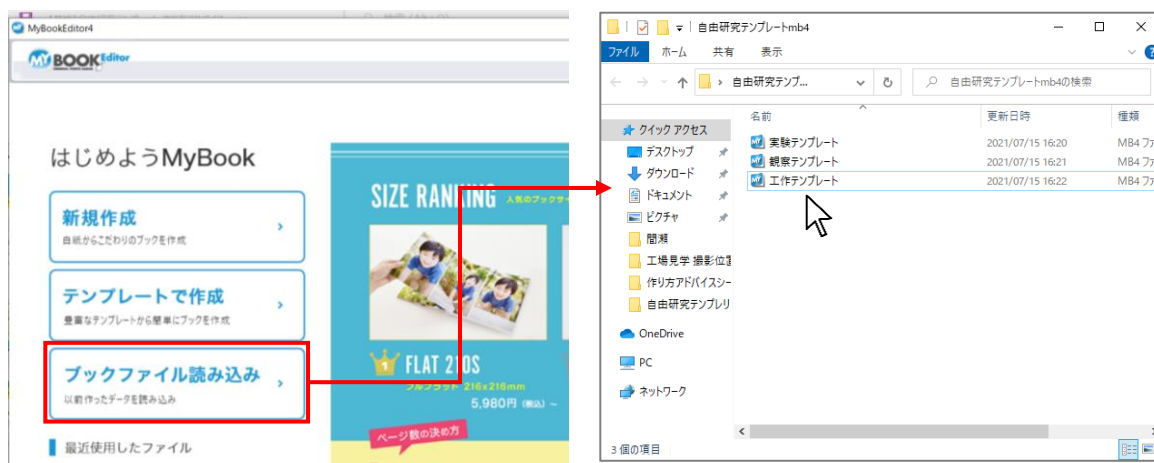 MyBookEditor4
MY BOOK Editor
はじめようMyBook
新規作成
白紙からこだわりのブックを作成
テンプレートで作成
豊富なテンプレートから簡単にブックを作成
ブックファイル読み込み
以前作ったデータを読み込み
最近使用したファイル
SIZE RANKING
1
FLAT 210S
フルフラット 216x216mm
5,980円 (税込) ~
ページ数の決め方
自由研究テンプレートmb4
ファイル ホーム 共有 表示
自由研究テンプ...
自由研究テンプレートmb4の検索
名前 更新日時 種類
クイック アクセス
デスクトップ
ダウンロード
ドキュメント
ピクチャ
間瀬
工場見学 撮影位置
作り方アドバイスシー
自由研究テンプレリ
OneDrive
PC
ネットワーク
実験テンプレート 2021/07/15 16:20 MB4 ファ
観察テンプレート 2021/07/15 16:21 MB4 ファ
工作テンプレート 2021/07/15 16:22 MB4 ファ
3 個の項目